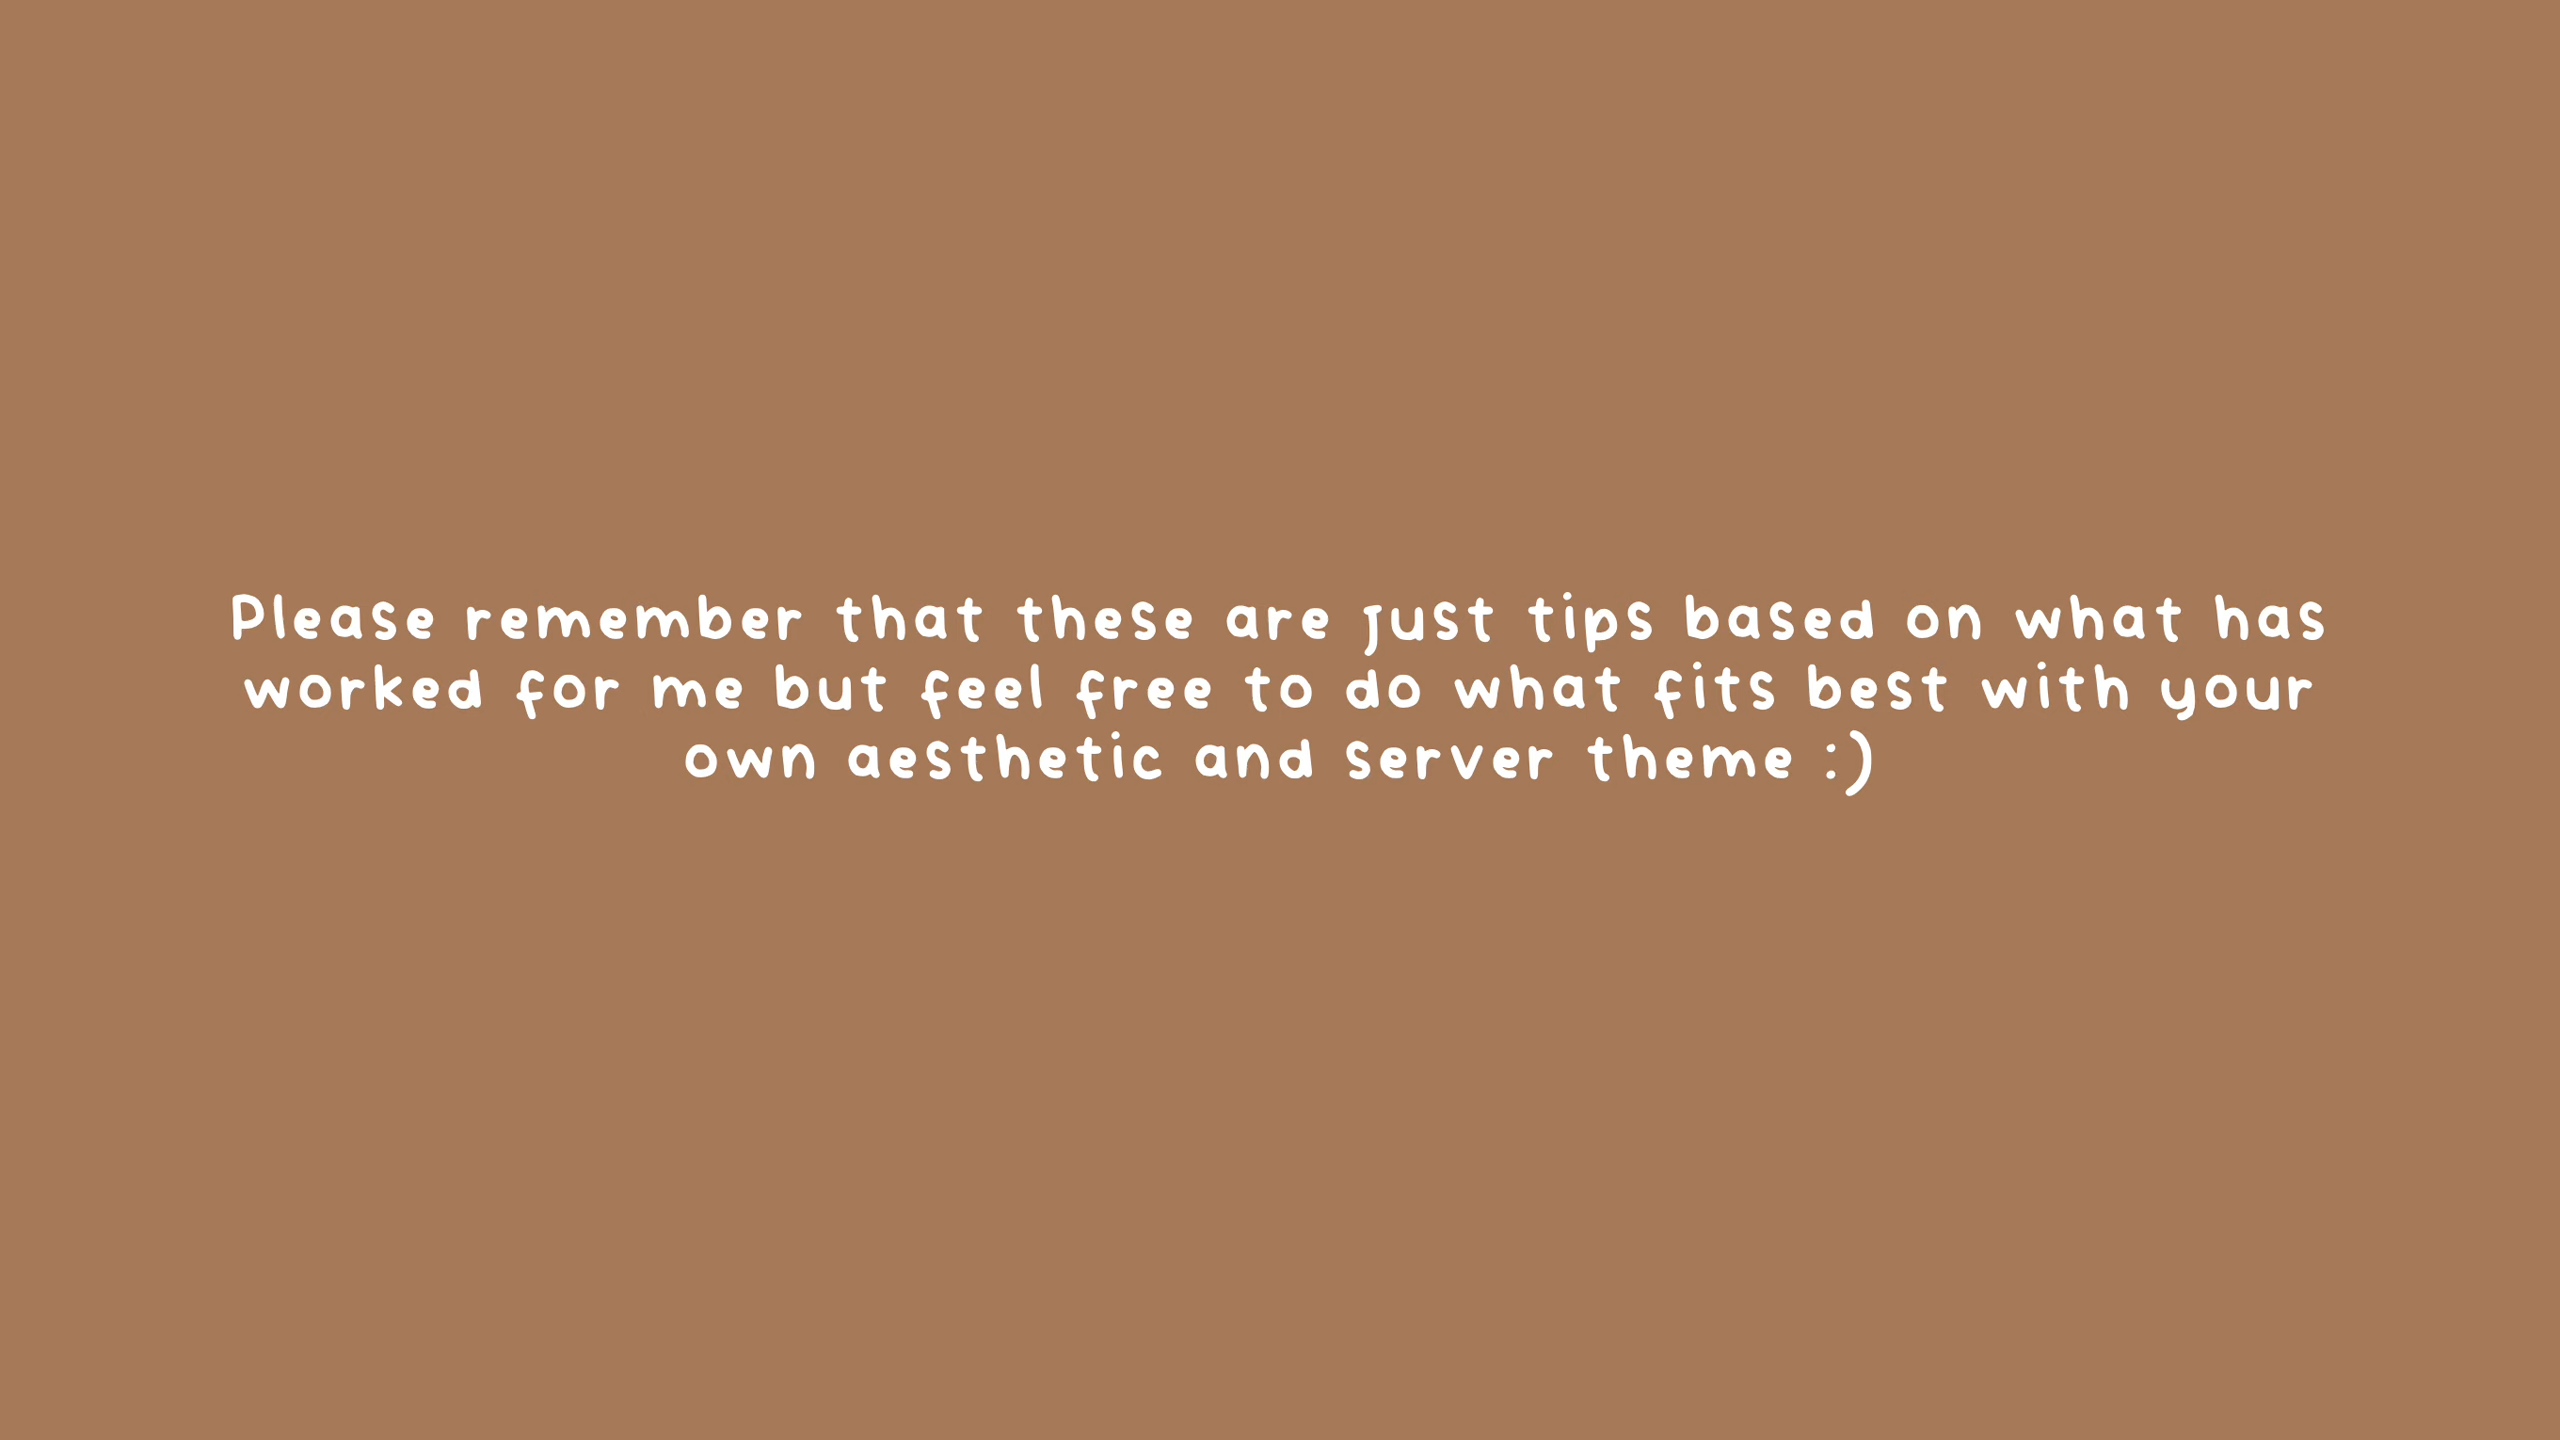 Please remember that these are just tips based on what has
worked for me but feel free to do what fits best with your
own aesthetic and server theme :)